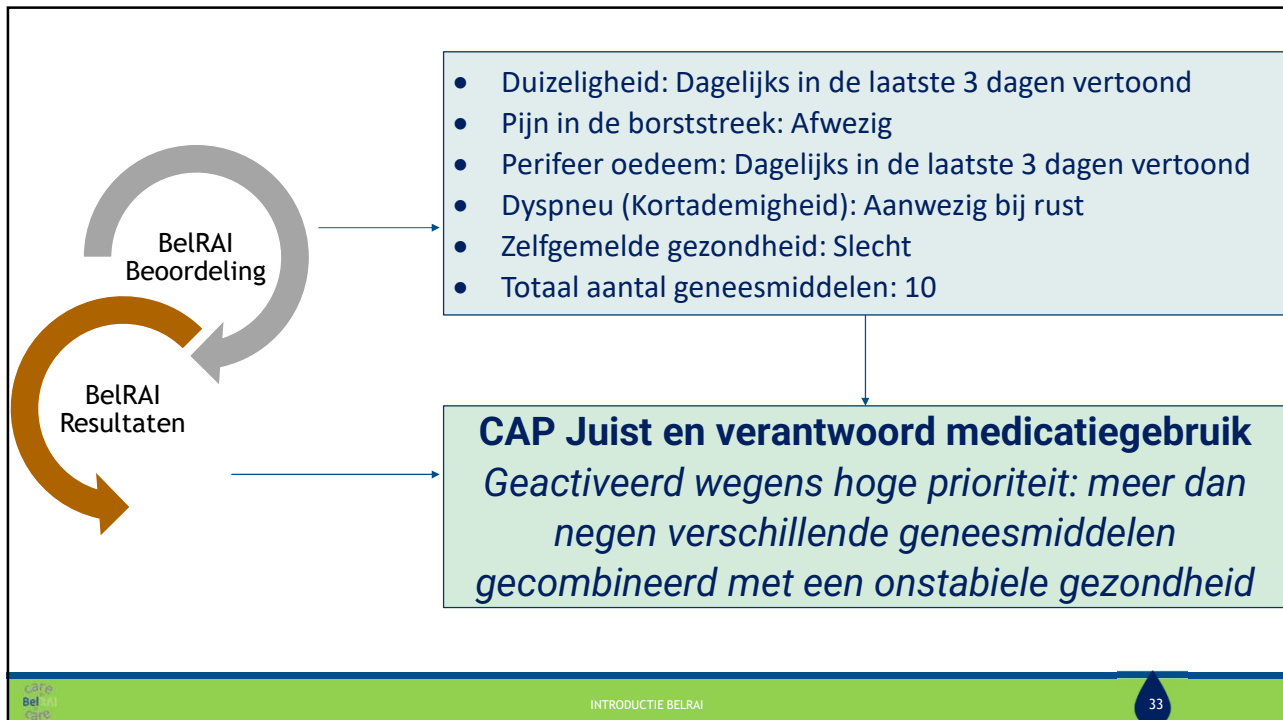 • Duizeligheid: Dagelijks in de laatste 3 dagen vertoond
• Pijn in de borststreek: Afwezig
• Perifeer oedeem: Dagelijks in de laatste 3 dagen vertoond
• Dyspneu (Kortademigheid): Aanwezig bij rust
• Zelfgemelde gezondheid: Slecht
• Totaal aantal geneesmiddelen: 10
BelRAI
Beoordeling
BelRAI
Resultaten
CAP Juist en verantwoord medicatiegebruik
Geactiveerd wegens hoge prioriteit: meer dan
negen verschillende geneesmiddelen
gecombineerd met een onstabiele gezondheid
care
BelRAI
care
INTRODUCTIE BELRAI
33